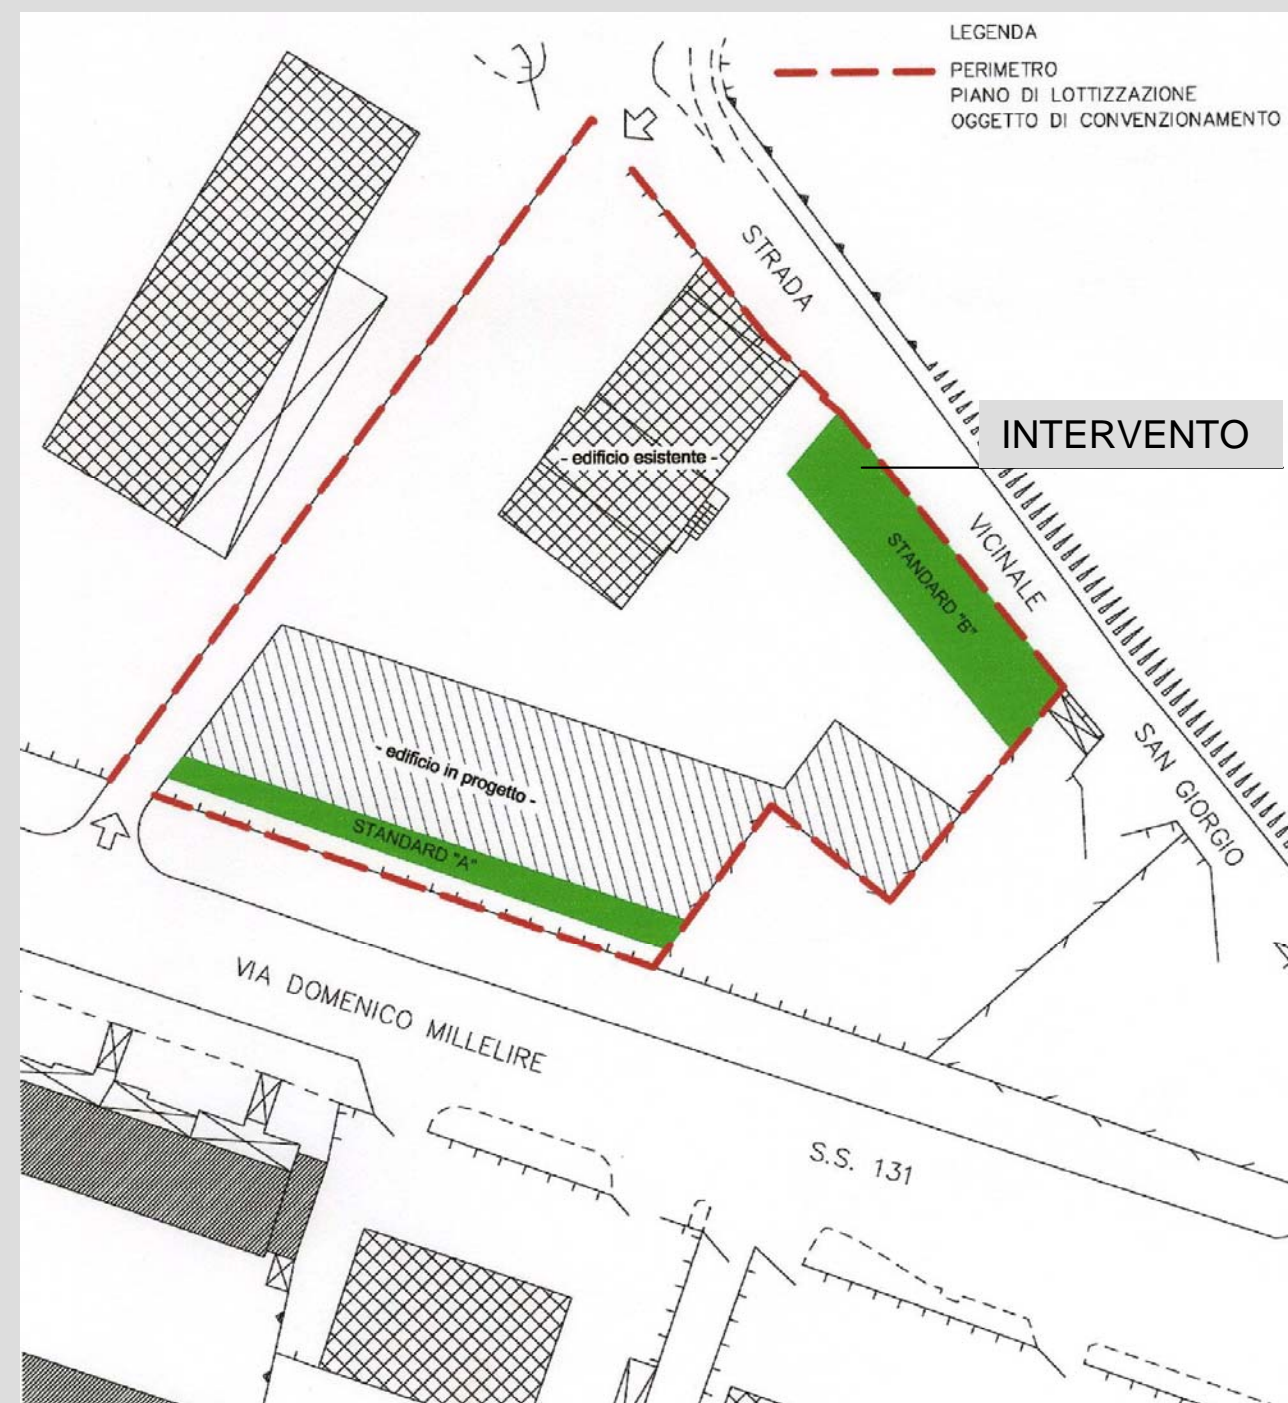 LEGENDA
PERIMETRO
PIANO DI LOTTIZZAZIONE
OGGETTO DI CONVENZIONAMENTO
STRADA
INTERVENTO
- edificio esistente -
VICINALE
STANDARD "B"
SAN GIORGIO
- edificio in progetto -
STANDARD "A"
VIA DOMENICO MILLELIRE
S.S. 131